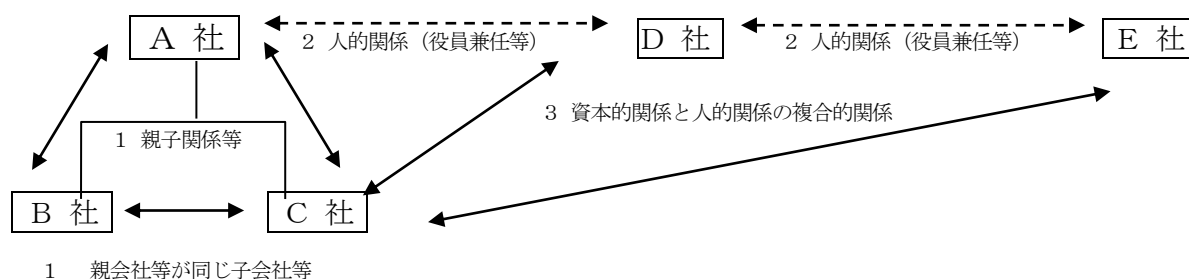 A 社
2 人的関係（役員兼任等）
D 社
2 人的関係（役員兼任等）
E 社
3 資本的関係と人的関係の複合的関係
1 親子関係等
B 社
C 社
1 親会社等が同じ子会社等